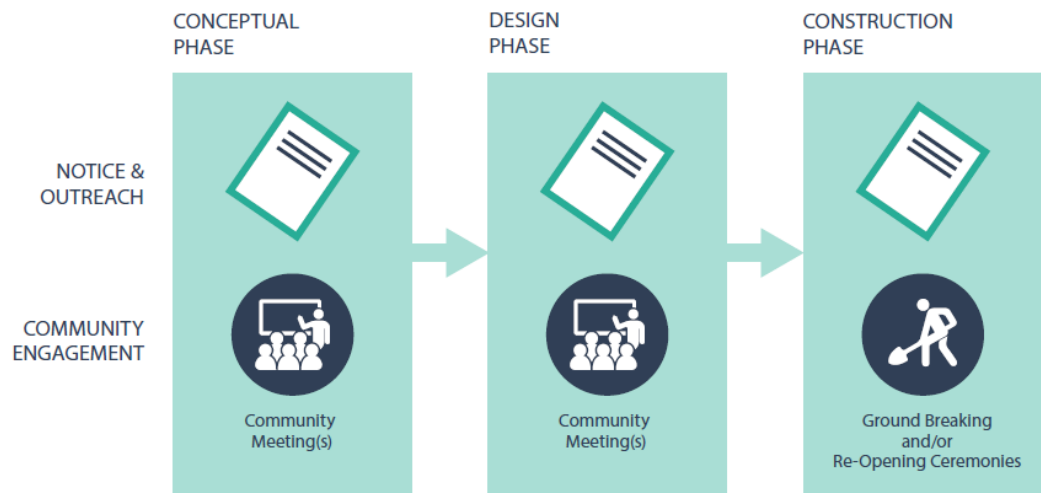 CONCEPTUAL
PHASE
DESIGN
PHASE
CONSTRUCTION
PHASE
NOTICE &
OUTREACH
COMMUNITY
ENGAGEMENT
Community
Meeting(s)
Community
Meeting(s)
Ground Breaking
and/or
Re-Opening Ceremonies